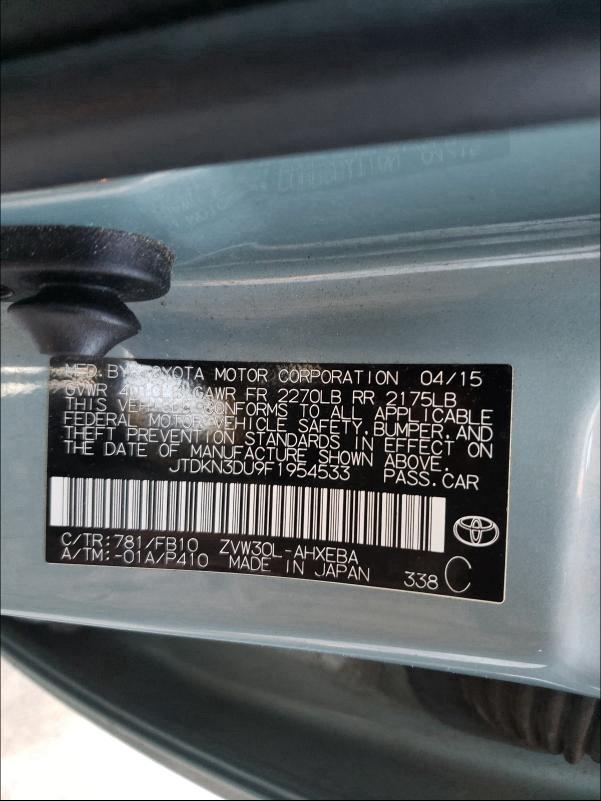 MFD. BY TOYOTA MOTOR CORPORATION 04/15
GVWR GAWR FR 2270LB RR 2175LB
THIS VEHICLE CONFORMS TO ALL APPLICABLE
FEDERAL MOTOR VEHICLE SAFETY, BUMPER, AND
THEFT PREVENTION STANDARDS IN EFFECT ON
THE DATE OF MANUFACTURE SHOWN ABOVE.
JTDKN3DU9F1954533 PASS.CAR
C/TR:781/FB10 ZVW30L-AHXEBA
A/TM:-01A/P410 MADE IN JAPAN 338 C